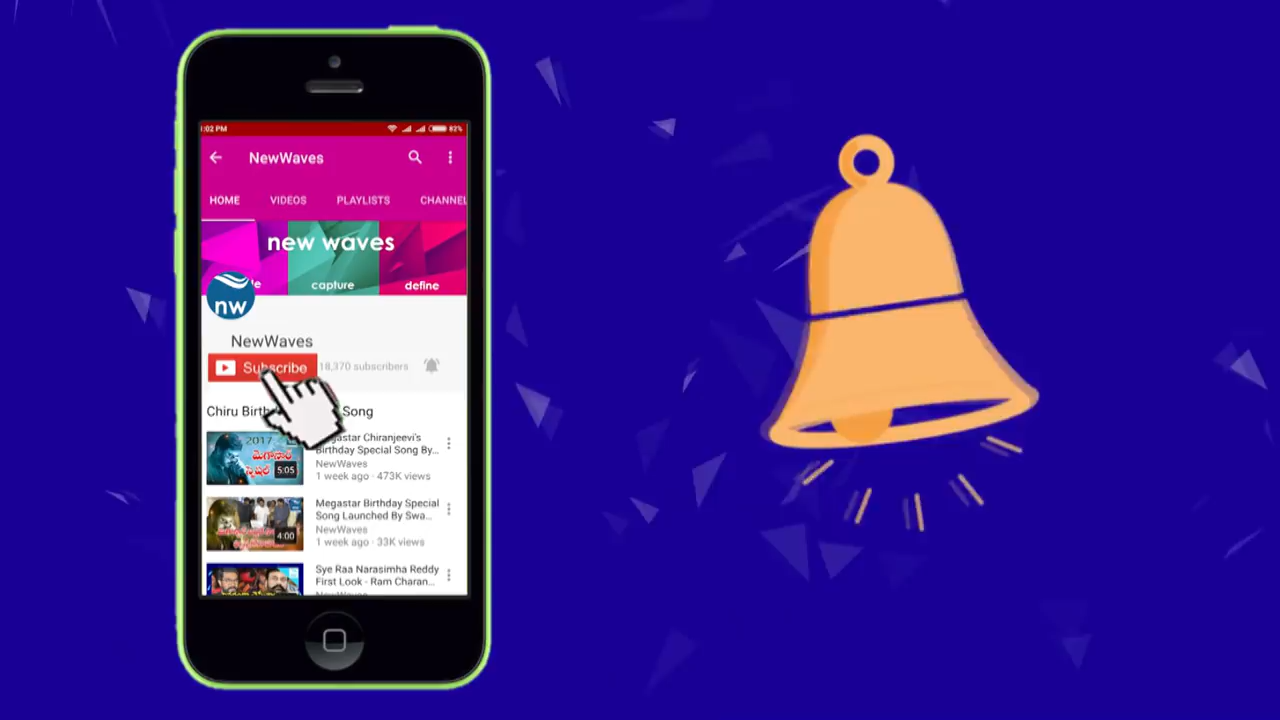 1:02 PM
82%
NewWaves
HOME VIDEOS PLAYLISTS CHANNEL
new waves
capture define
nw
NewWaves
Subscribe 18,370 subscribers
Chiru Birth Song
2017
మెగాస్టార్
స్పెషల్
5:05
Megastar Chiranjeevi's
Birthday Special Song By...
NewWaves
1 week ago · 473K views
4:00
Megastar Birthday Special
Song Launched By Swa...
NewWaves
1 week ago · 33K views
Sye Raa Narasimha Reddy
First Look - Ram Charan...